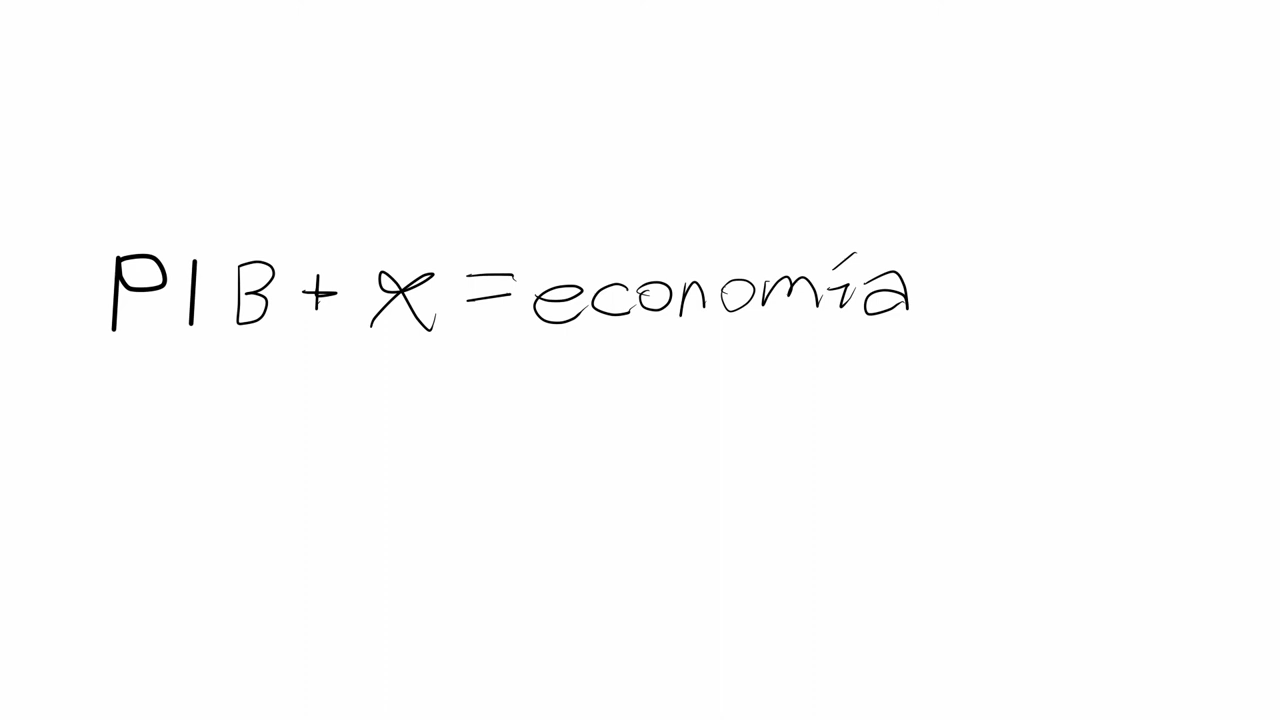 PIB + x = economía